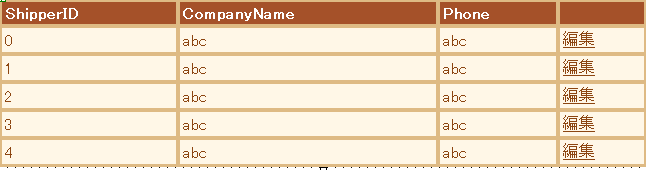 ShipperID CompanyName Phone
0 abc abc 編集
1 abc abc 編集
2 abc abc 編集
3 abc abc 編集
4 abc abc 編集